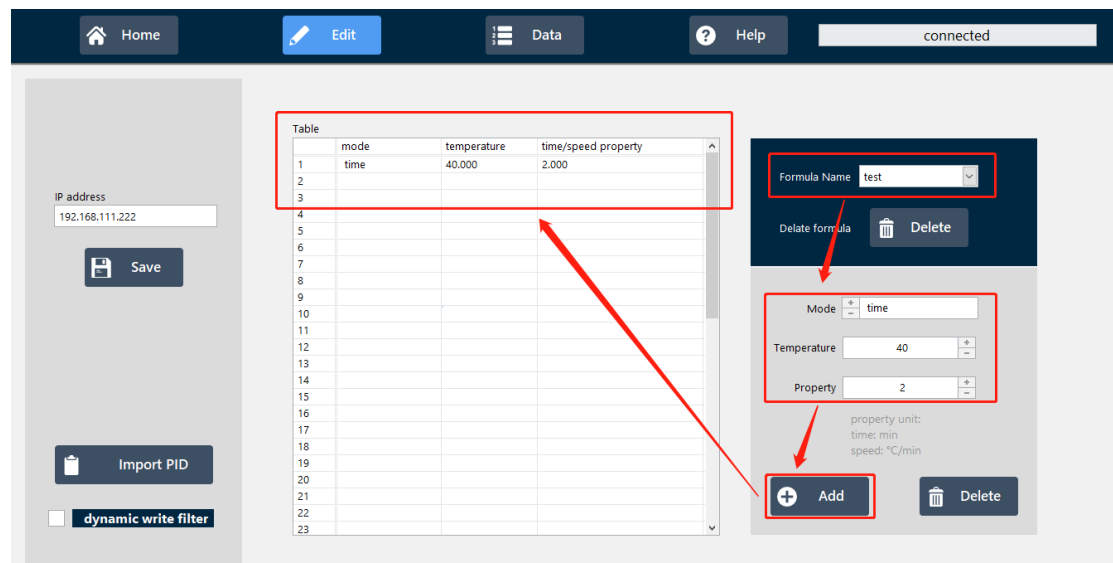 Home
Edit
Data
Help
connected
IP address
192.168.111.222
Save
Import PID
dynamic write filter
Table
mode temperature time/speed property
1 time 40.000 2.000
2
3
4
5
6
7
8
9
10
11
12
13
14
15
16
17
18
19
20
21
22
23
Formula Name test
Delate formula Delete
Mode time
Temperature 40
Property 2
property unit:
time: min
speed: °C/min
Add
Delete